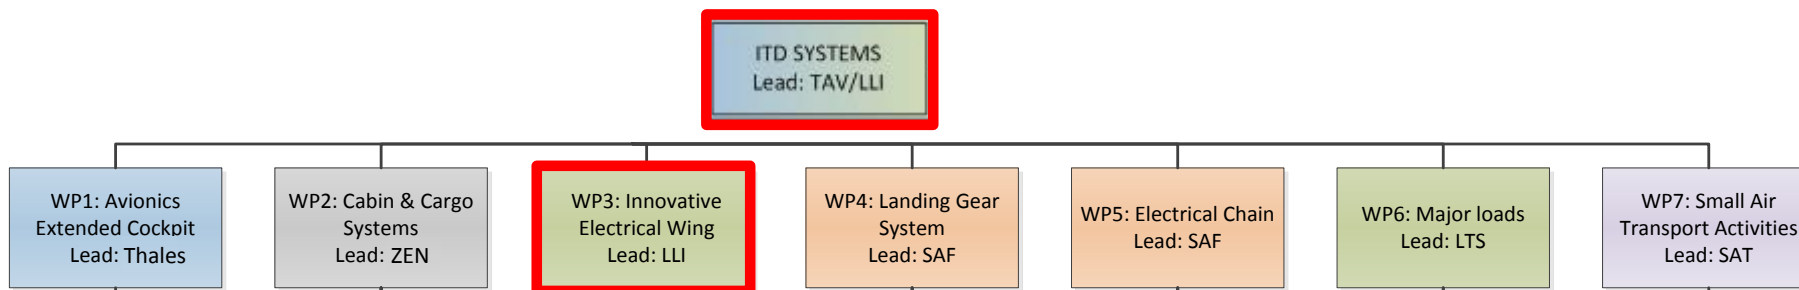 ITD SYSTEMS
Lead: TAV/LLI
WP1: Avionics
Extended Cockpit
Lead: Thales
WP2: Cabin & Cargo
Systems
Lead: ZEN
WP3: Innovative
Electrical Wing
Lead: LLI
WP4: Landing Gear
System
Lead: SAF
WP5: Electrical Chain
Lead: SAF
WP6: Major loads
Lead: LTS
WP7: Small Air
Transport Activities
Lead: SAT